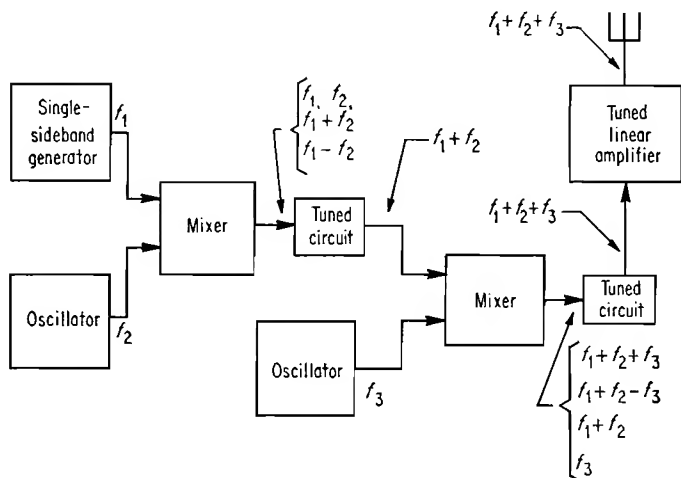 f₁ + f₂ + f₃
Single-
sideband
generator
f₁
f₁, f₂,
f₁ + f₂
f₁ − f₂
f₁ + f₂
Tuned
linear
amplifier
Mixer
Tuned
circuit
f₁ + f₂ + f₃
Oscillator
f₂
Mixer
Tuned
circuit
Oscillator
f₃
f₁ + f₂ + f₃
f₁ + f₂ − f₃
f₁ + f₂
f₃